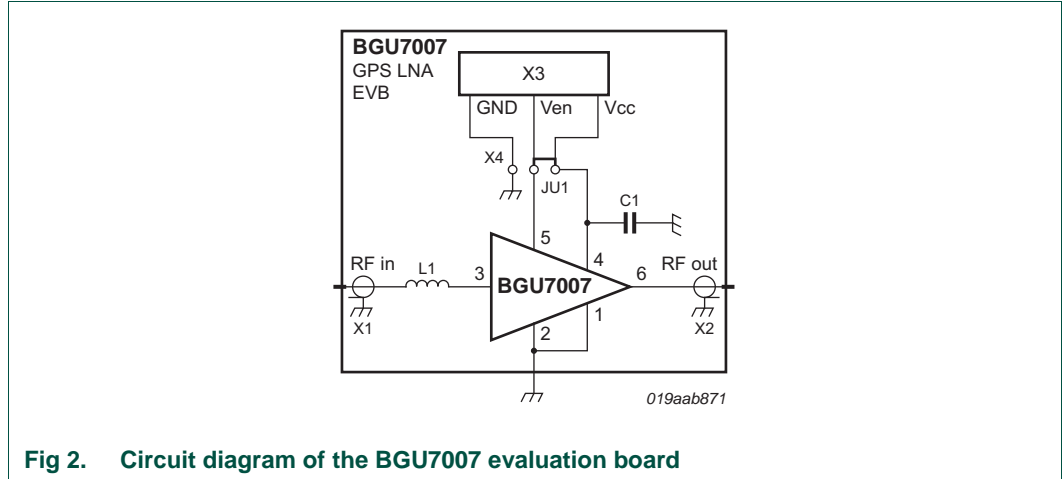 BGU7007
GPS LNA
EVB
X3
GND Ven Vcc
X4
JU1
C1
5
4
RF in L1 3 BGU7007 6 RF out
X1
2
1
X2
019aab871
Fig 2. Circuit diagram of the BGU7007 evaluation board